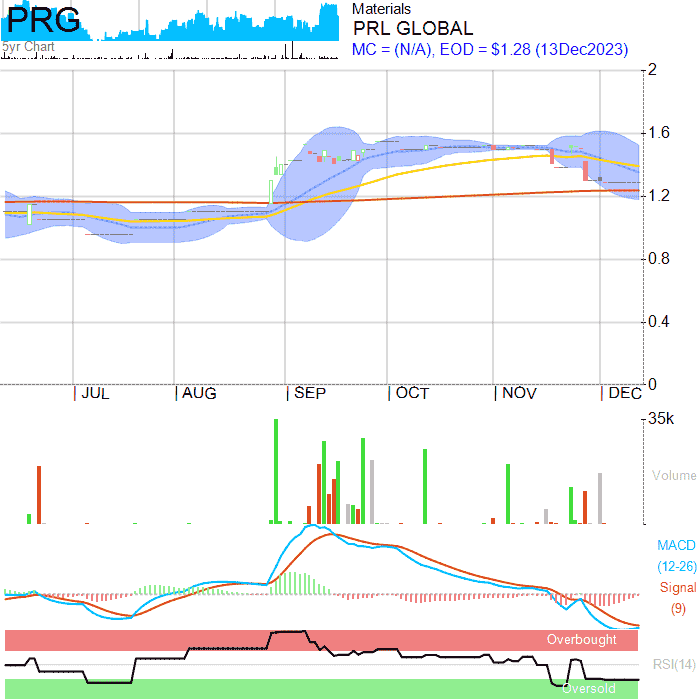 PRG
5yr Chart
Materials
PRL GLOBAL
MC = (N/A), EOD = $1.28 (13Dec2023)
2
1.6
1.2
0.8
0.4
0
JUL
AUG
SEP
OCT
NOV
DEC
35k
Volume
MACD
(12-26)
Signal
(9)
Overbought
RSI(14)
Oversold